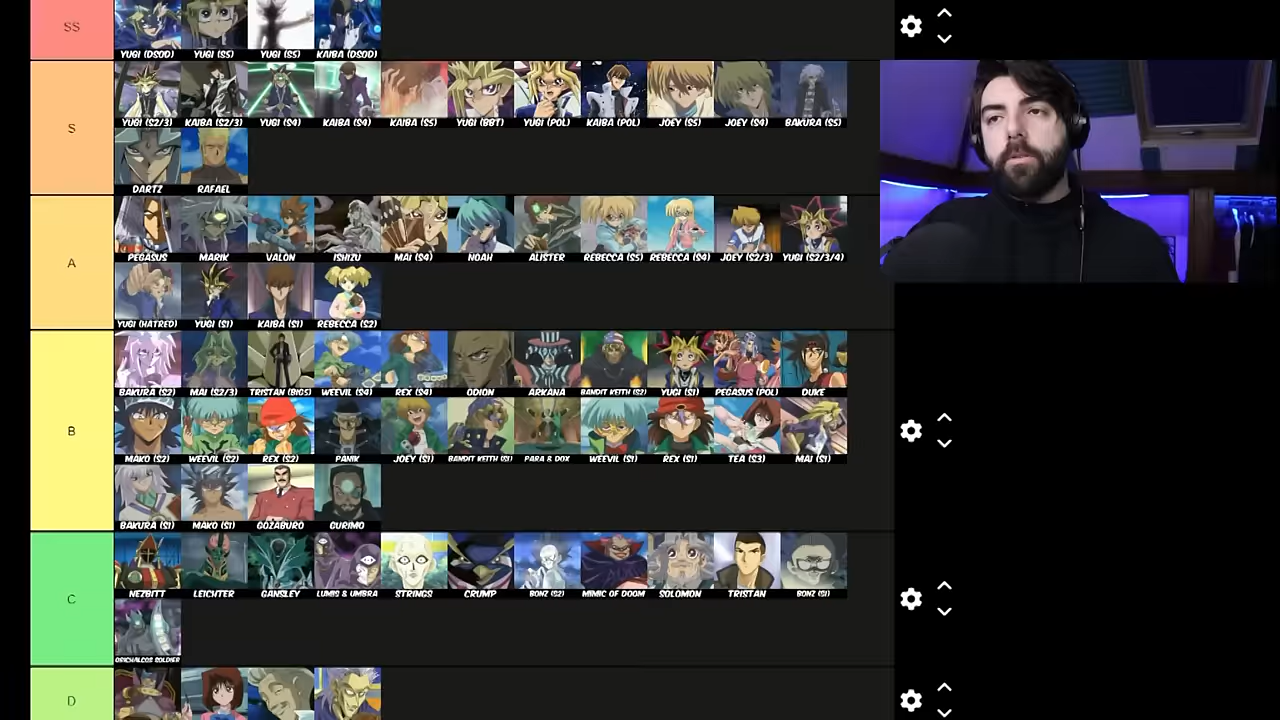 SS
YUGI (DSOD) YUGI (S5) YUGI (S5) KAIBA (DSOD)
S
YUGI (S2/3) KAIBA (S2/3) YUGI (S4) KAIBA (S4) KAIBA (S5) YUGI (BBT) YUGI (POL) KAIBA (POL) JOEY (S5) JOEY (S4) BAKURA (S5)
DARTZ RAFAEL
A
PEGASUS MARIK VALON ISHIZU MAI (S4) NOAH ALISTER REBECCA (S5) REBECCA (S4) JOEY (S2/3) YUGI (S2/3/4)
YUGI (HATRED) YUGI (S1) KAIBA (S1) REBECCA (S2)
B
BAKURA (S2) MAI (S2/3) TRISTAN (BIG5) WEEVIL (S4) REX (S4) ODION ARKANA BANDIT KEITH (S2) YUGI (S1) PEGASUS (POL) DUKE
MAKO (S2) WEEVIL (S2) REX (S2) PANIK JOEY (S1) BANDIT KEITH (S1) PARA & DOX WEEVIL (S1) REX (S1) TEA (S3) MAI (S1)
BAKURA (S1) MAKO (S1) GOZABURO GURIMO
C
NEZBITT LEICHTER GANSLEY LUMIS & UMBRA STRINGS CRUMP BONZ (S2) MIMIC OF DOOM SOLOMON TRISTAN BONZ (S1)
ORICHALCOS SOLDIER
D